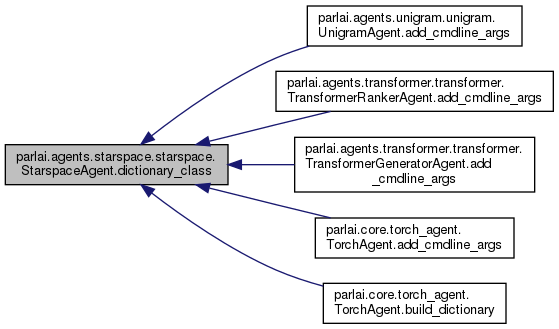 parlai.agents.unigram.unigram.
UnigramAgent.add_cmdline_args
parlai.agents.transformer.transformer.
TransformerRankerAgent.add_cmdline_args
parlai.agents.starspace.starspace.
StarspaceAgent.dictionary_class
parlai.agents.transformer.transformer.
TransformerGeneratorAgent.add
_cmdline_args
parlai.core.torch_agent.
TorchAgent.add_cmdline_args
parlai.core.torch_agent.
TorchAgent.build_dictionary